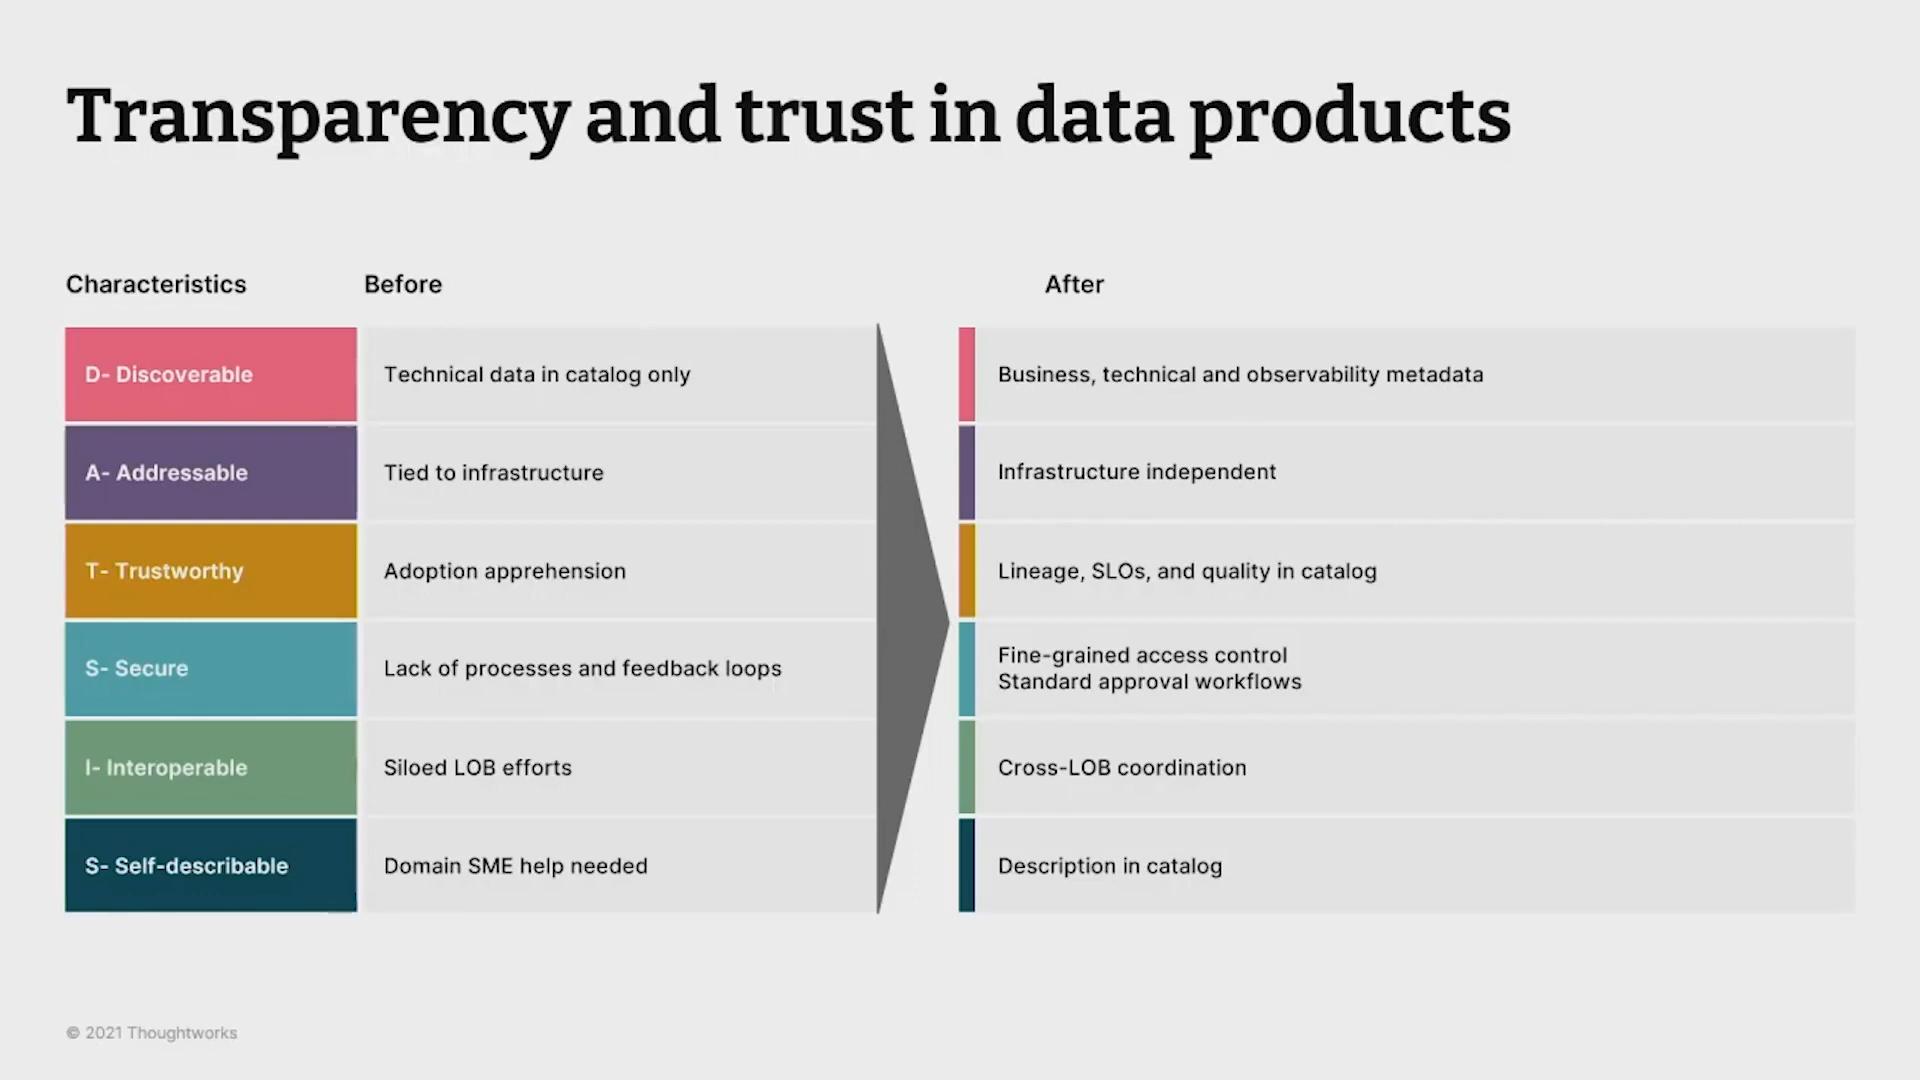 Transparency and trust in data products
Characteristics
Before
After
D- Discoverable
Technical data in catalog only
Business, technical and observability metadata
A- Addressable
Tied to infrastructure
Infrastructure independent
T- Trustworthy
Adoption apprehension
Lineage, SLOs, and quality in catalog
S- Secure
Lack of processes and feedback loops
Fine-grained access control
Standard approval workflows
I- Interoperable
Siloed LOB efforts
Cross-LOB coordination
S- Self-describable
Domain SME help needed
Description in catalog
© 2021 Thoughtworks